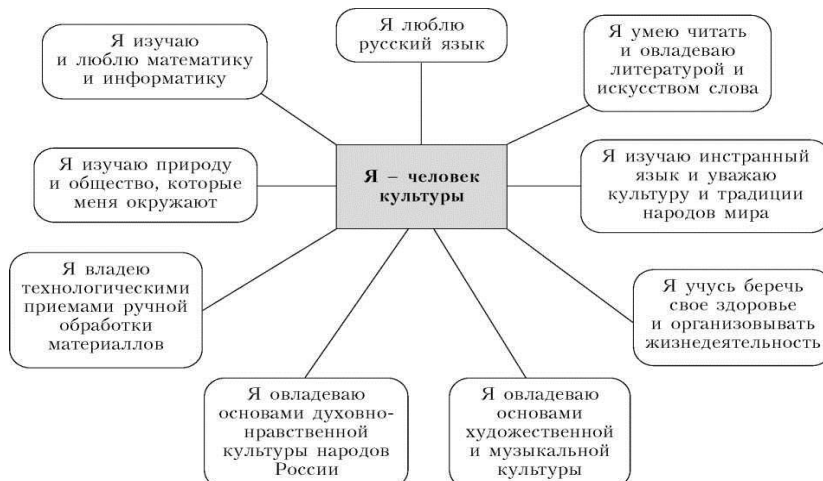 Я изучаю
и люблю математику
и информатику
Я люблю
русский язык
Я умею читать
и овладеваю
литературой и
искусством слова
Я изучаю природу
и общество, которые
меня окружают
Я – человек
культуры
Я изучаю инстранный
язык и уважаю
культуру и традиции
народов мира
Я владею
технологическими
приемами ручной
обработки
материаллов
Я учусь беречь
свое здоровье
и организовывать
жизнедеятельность
Я овладеваю
основами духовно-
нравственной
культуры народов
России
Я овладеваю
основами
художественной
и музыкальной
культуры